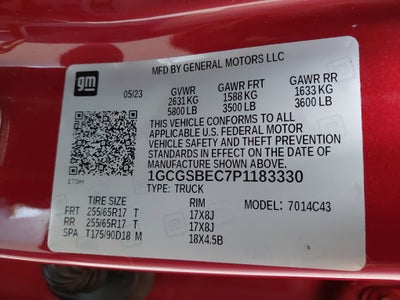 gm
MFD BY GENERAL MOTORS LLC
05/23 GVWR GAWR FRT GAWR RR
2631 KG 1588 KG 1633 KG
5800 LB 3500 LB 3600 LB
THIS VEHICLE CONFORMS TO ALL
APPLICABLE U.S. FEDERAL MOTOR
VEHICLE SAFETY AND THEFT PREVENTION
STANDARDS IN EFFECT ON THE DATE OF
MANUFACTURE SHOWN ABOVE.
1GCGSBEC7P1183330
TYPE: TRUCK
TIRE SIZE RIM MODEL: 7014C43
FRT 255/65R17 T 17X8J
RR 255/65R17 T 17X8J
SPA T175/90D18 M 18X4.5B